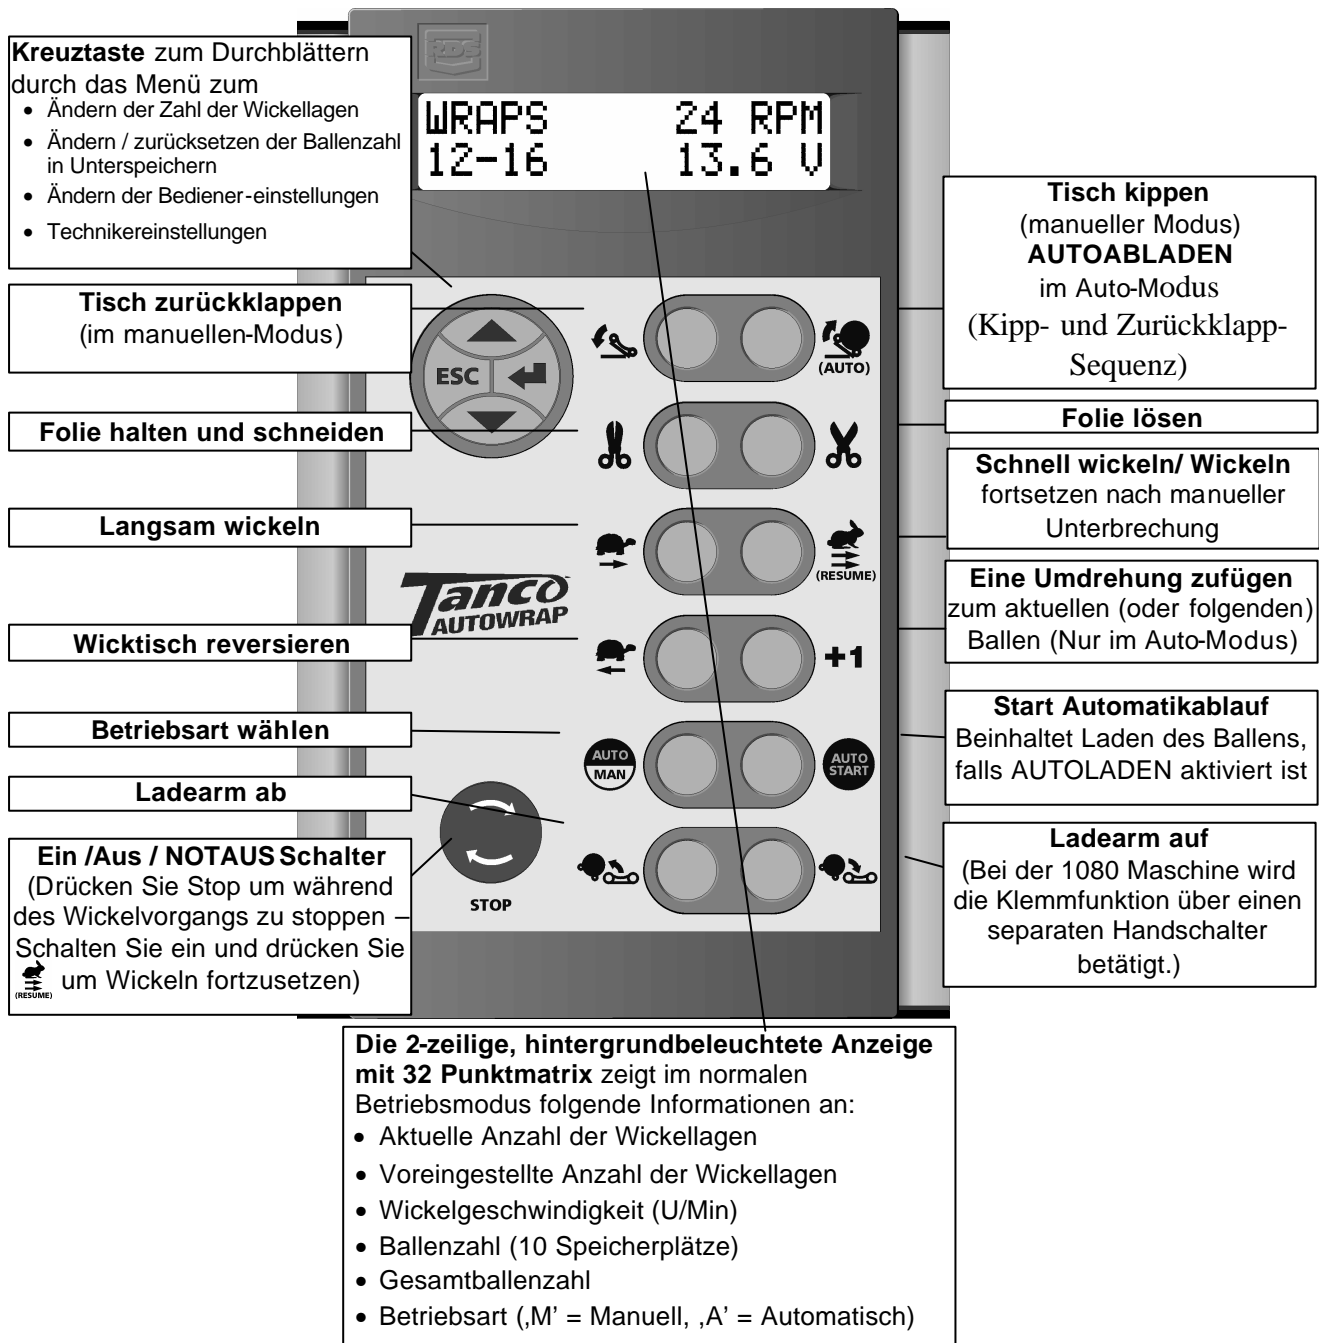 Kreuztaste zum Durchblättern
durch das Menü zum
• Ändern der Zahl der Wickellagen
• Ändern / zurücksetzen der Ballenzahl
in Unterspeichern
• Ändern der Bediener-einstellungen
• Technikereinstellungen
RDS
WRAPS 24 RPM
12-16 13.6 V
Tisch zurückklappen
(im manuellen-Modus)
Folie halten und schneiden
Langsam wickeln
Wicktisch reversieren
Betriebsart wählen
Ladearm ab
Ein /Aus / NOTAUS Schalter
(Drücken Sie Stop um während
des Wickelvorgangs zu stoppen –
Schalten Sie ein und drücken Sie
(RESUME) um Wickeln fortzusetzen)
ESC
(AUTO)
(RESUME)
Tanco
AUTOWRAP
+1
AUTO
MAN
AUTO
START
STOP
Tisch kippen
(manueller Modus)
AUTOABLADEN
im Auto-Modus
(Kipp- und Zurückklapp-
Sequenz)
Folie lösen
Schnell wickeln/ Wickeln
fortsetzen nach manueller
Unterbrechung
Eine Umdrehung zufügen
zum aktuellen (oder folgenden)
Ballen (Nur im Auto-Modus)
Start Automatikablauf
Beinhaltet Laden des Ballens,
falls AUTOLADEN aktiviert ist
Ladearm auf
(Bei der 1080 Maschine wird
die Klemmfunktion über einen
separaten Handschalter
betätigt.)
Die 2-zeilige, hintergrundbeleuchtete Anzeige
mit 32 Punktmatrix zeigt im normalen
Betriebsmodus folgende Informationen an:
• Aktuelle Anzahl der Wickellagen
• Voreingestellte Anzahl der Wickellagen
• Wickelgeschwindigkeit (U/Min)
• Ballenzahl (10 Speicherplätze)
• Gesamtballenzahl
• Betriebsart (‚M’ = Manuell, ‚A’ = Automatisch)